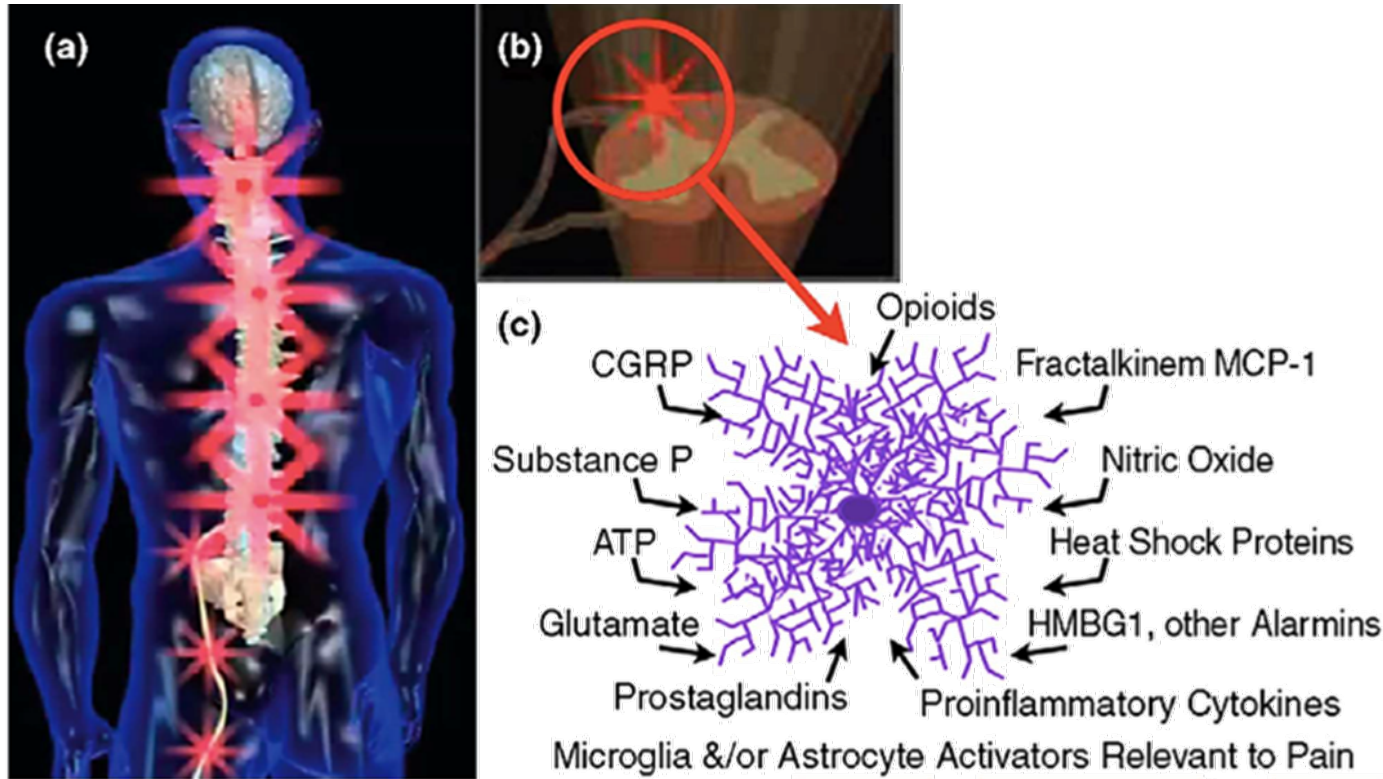 (a)
(b)
(c)
Opioids
CGRP
Fractalkinem MCP-1
Substance P
Nitric Oxide
ATP
Heat Shock Proteins
Glutamate
HMBG1, other Alarmins
Prostaglandins
Proinflammatory Cytokines
Microglia &/or Astrocyte Activators Relevant to Pain